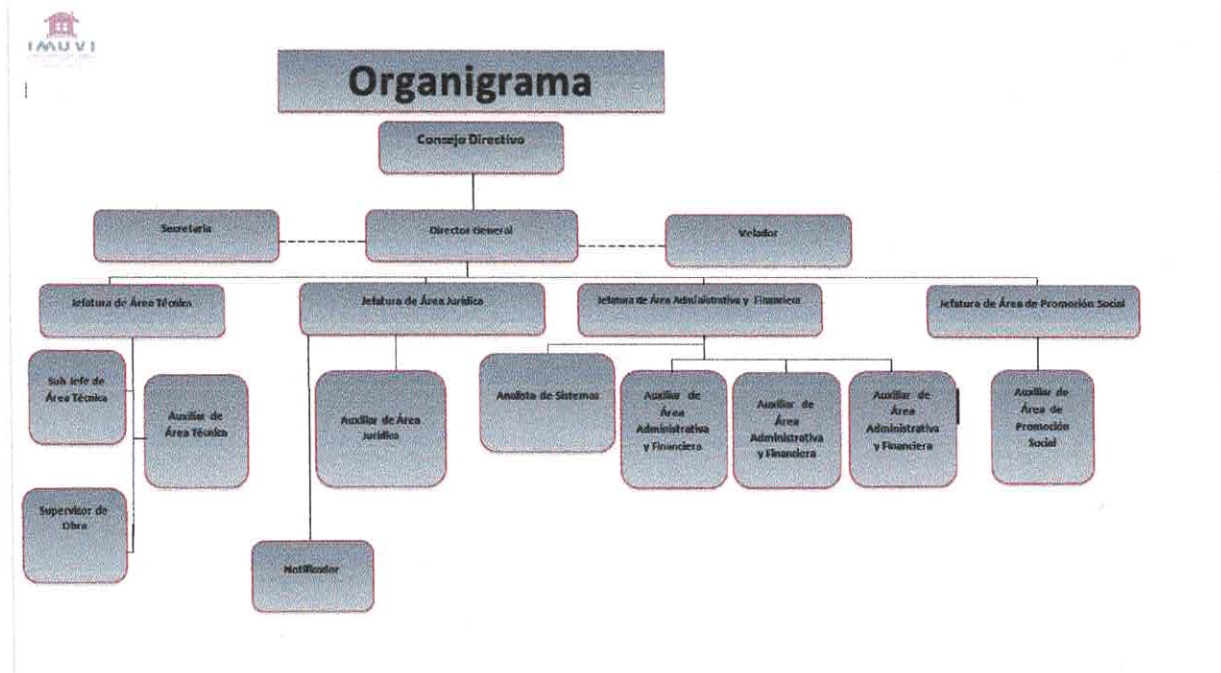 IMUVI
Organigrama
Consejo Directivo
Secretaria
Director General
Velador
Jefatura de Área Técnica
Jefatura de Área Jurídica
Jefatura de Área Administrativa y Financiera
Jefatura de Área de Promoción Social
Sub Jefe de
Área Técnica
Auxiliar de
Área Técnica
Supervisor de
Obra
Auxiliar de Área
Jurídica
Notificador
Analista de Sistemas
Auxiliar de
Área
Administrativa
y Financiera
Auxiliar de
Área
Administrativa
y Financiera
Auxiliar de
Área
Administrativa
y Financiera
Auxiliar de
Área de
Promoción
Social